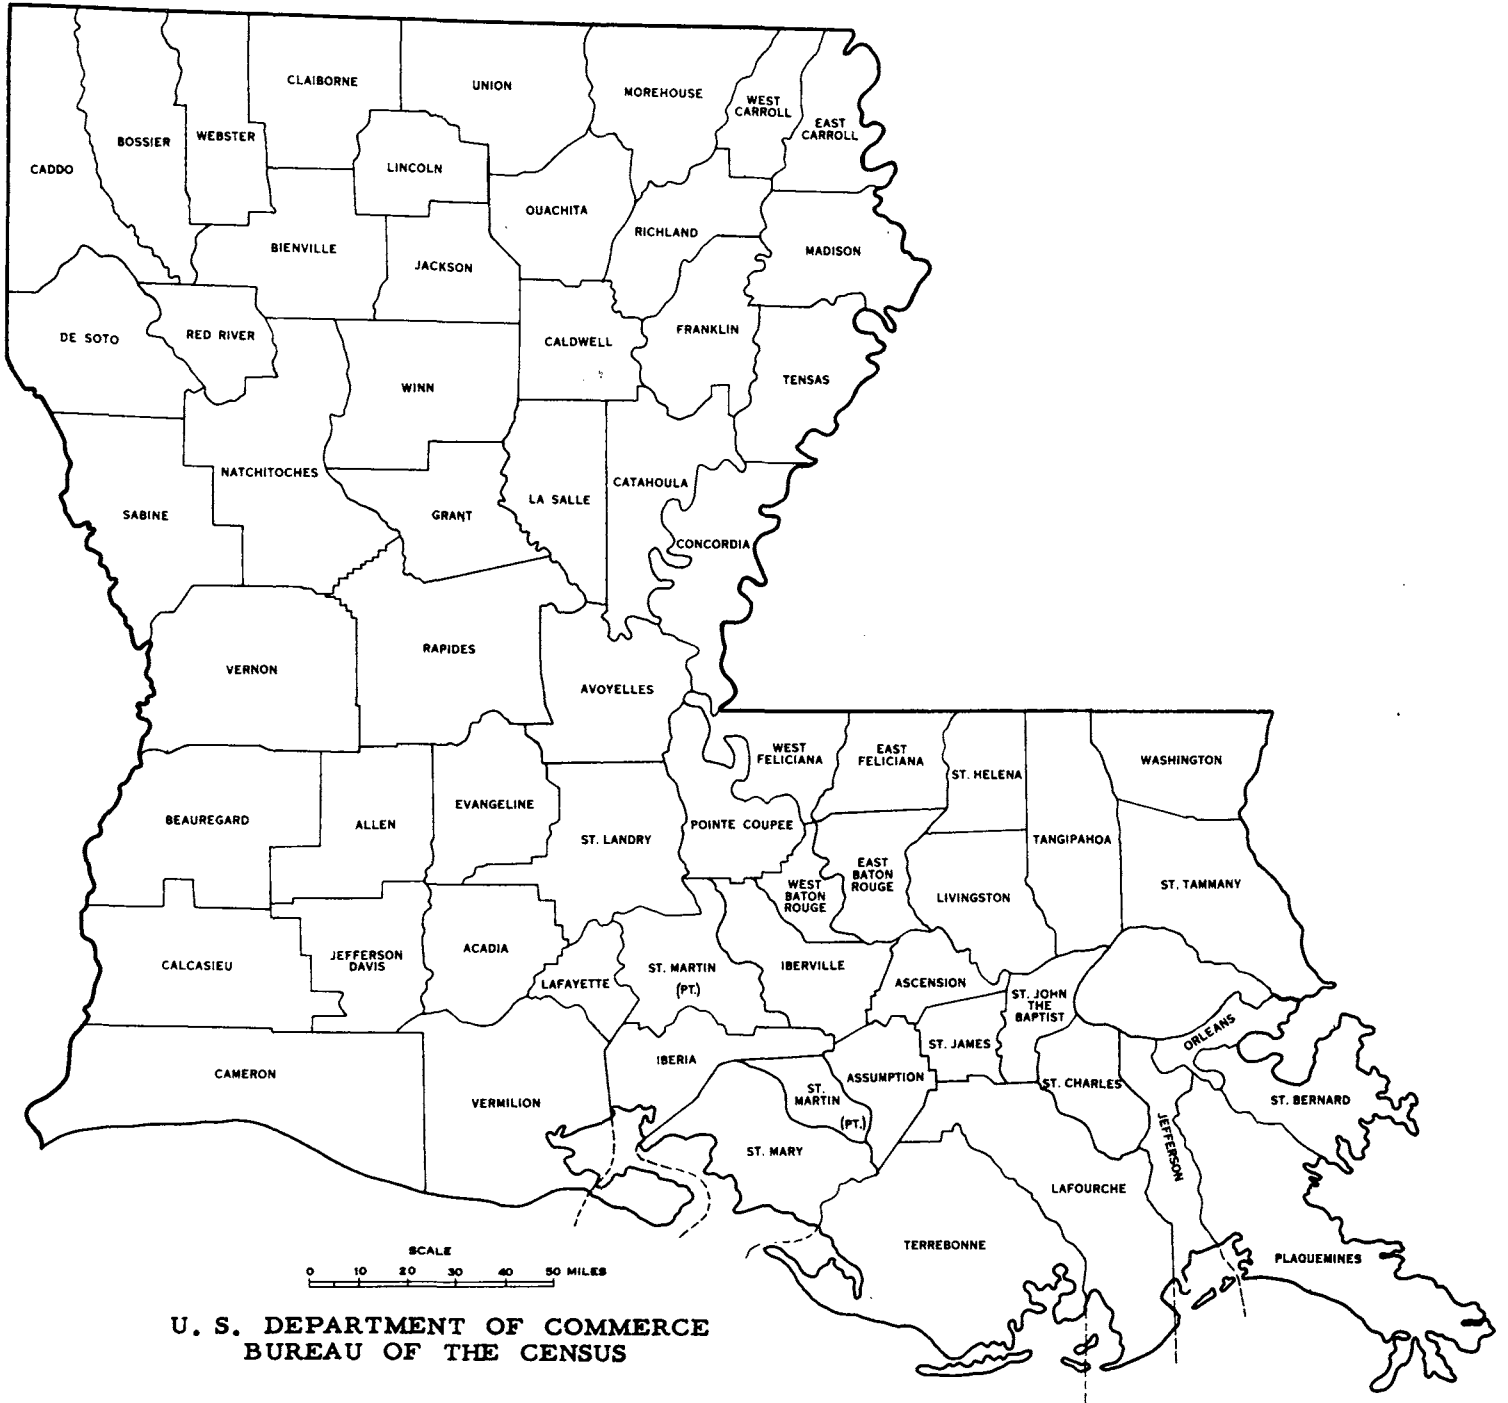 CLAIBORNE
UNION
MOREHOUSE
WEST
CARROLL
EAST
CARROLL
BOSSIER
WEBSTER
CADDO
LINCOLN
OUACHITA
RICHLAND
BIENVILLE
JACKSON
MADISON
DE SOTO
RED RIVER
CALDWELL
FRANKLIN
WINN
TENSAS
NATCHITOCHES
SABINE
GRANT
LA SALLE
CATAHOULA
CONCORDIA
VERNON
RAPIDES
AVOYELLES
WEST
FELICIANA
EAST
FELICIANA
ST. HELENA
WASHINGTON
BEAUREGARD
ALLEN
EVANGELINE
ST. LANDRY
POINTE COUPEE
TANGIPAHOA
EAST
BATON
ROUGE
WEST
BATON
ROUGE
LIVINGSTON
ST. TAMMANY
CALCASIEU
JEFFERSON
DAVIS
ACADIA
LAFAYETTE
ST. MARTIN
(PT.)
IBERVILLE
ASCENSION
ST. JOHN
THE
BAPTIST
ORLEANS
CAMERON
VERMILION
IBERIA
ST. JAMES
ASSUMPTION
ST. CHARLES
ST.
MARTIN
(PT.)
ST. MARY
JEFFERSON
ST. BERNARD
LAFOURCHE
TERREBONNE
PLAQUEMINES
SCALE
0 10 20 30 40 50 MILES
U. S. DEPARTMENT OF COMMERCE
BUREAU OF THE CENSUS